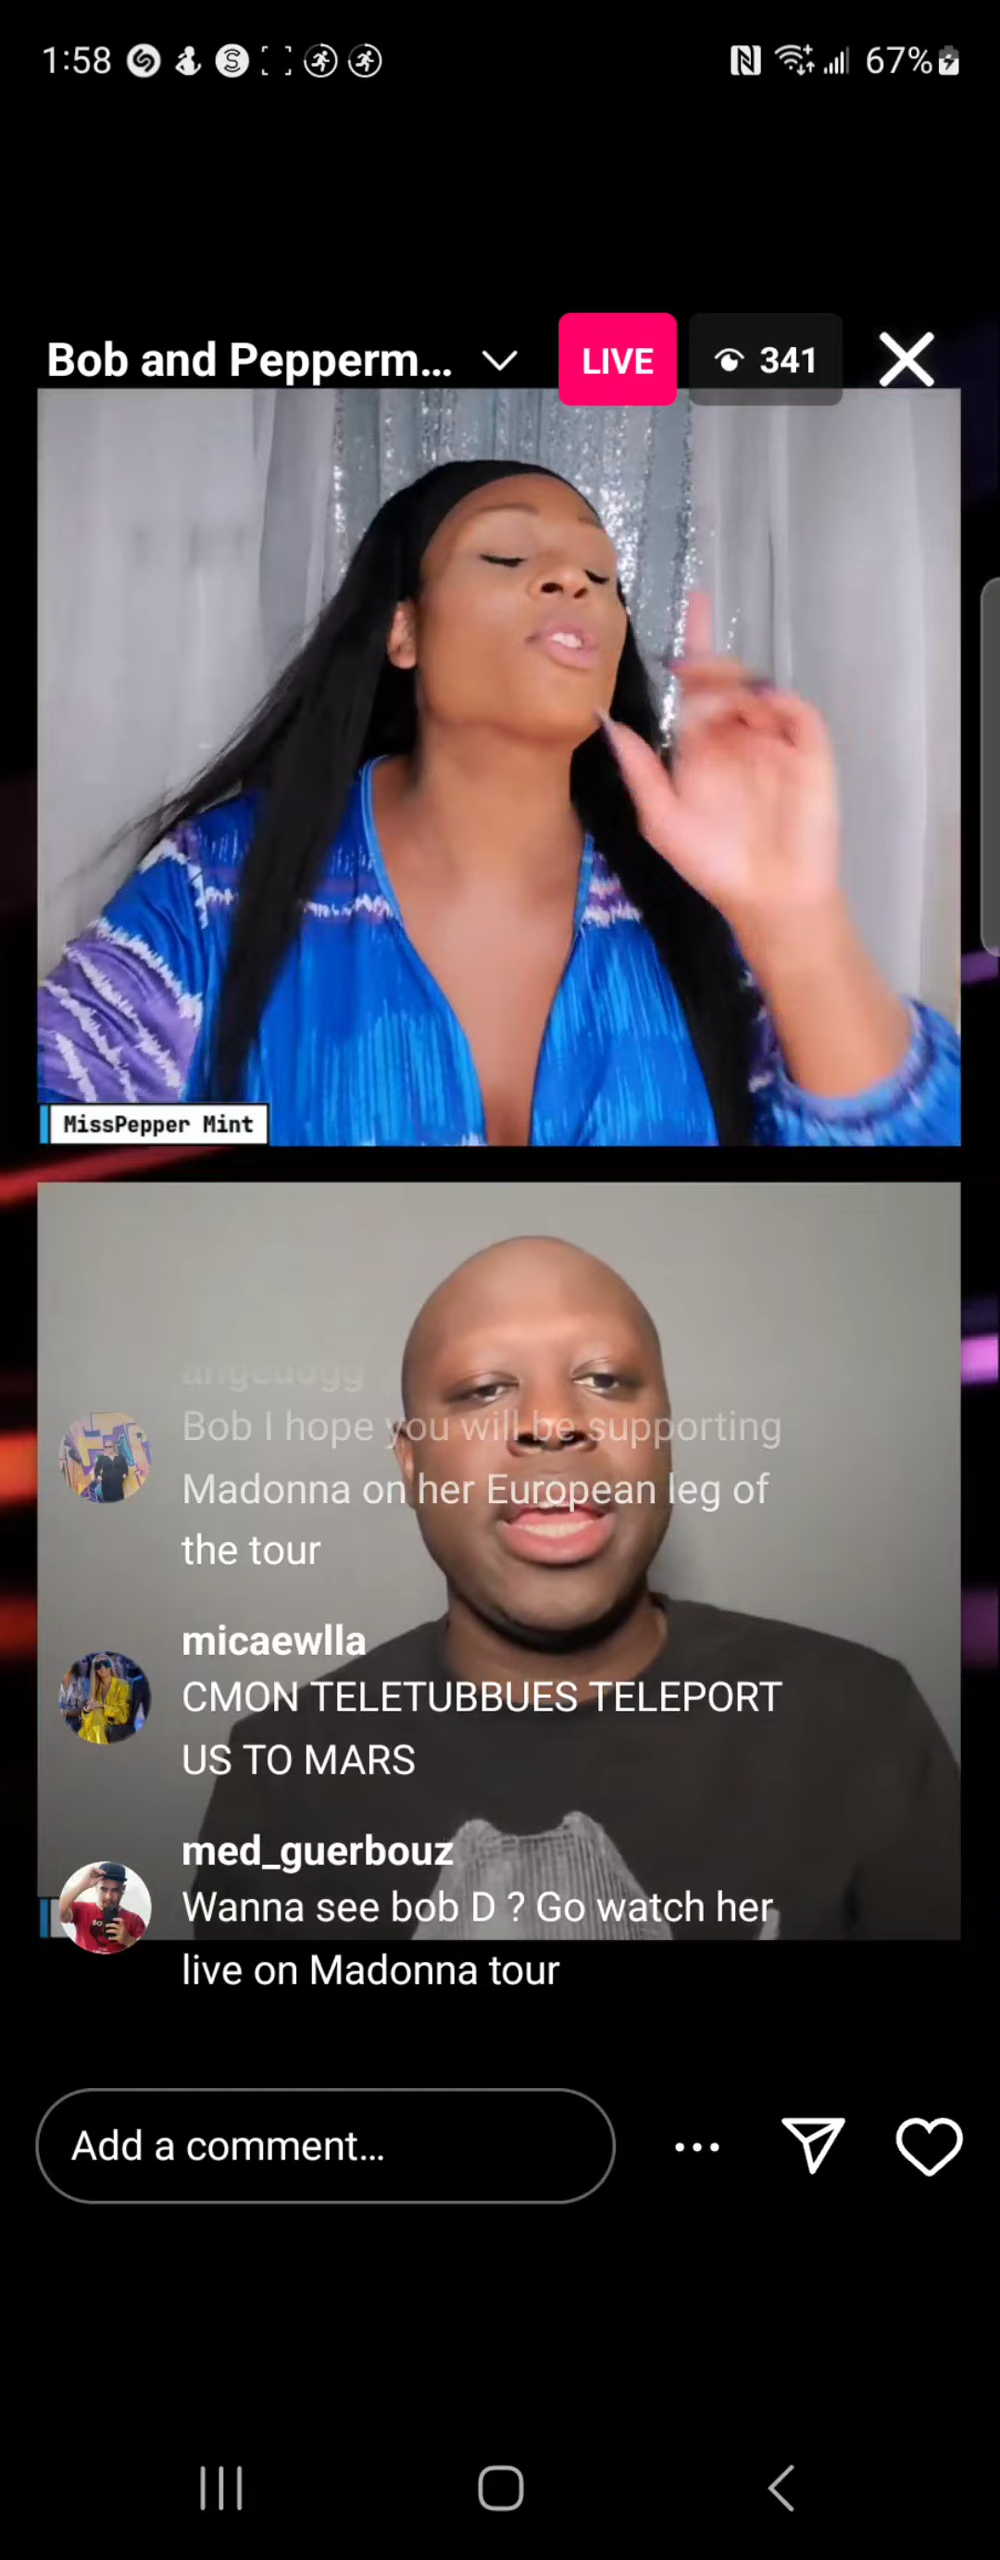 1:58
67%
Bob and Pepperm...
LIVE
341
MissPepper Mint
angedogg
Bob I hope you will be supporting
Madonna on her European leg of
the tour
micaewlla
CMON TELETUBBUES TELEPORT
US TO MARS
med_guerbouz
Wanna see bob D ? Go watch her
live on Madonna tour
Add a comment...